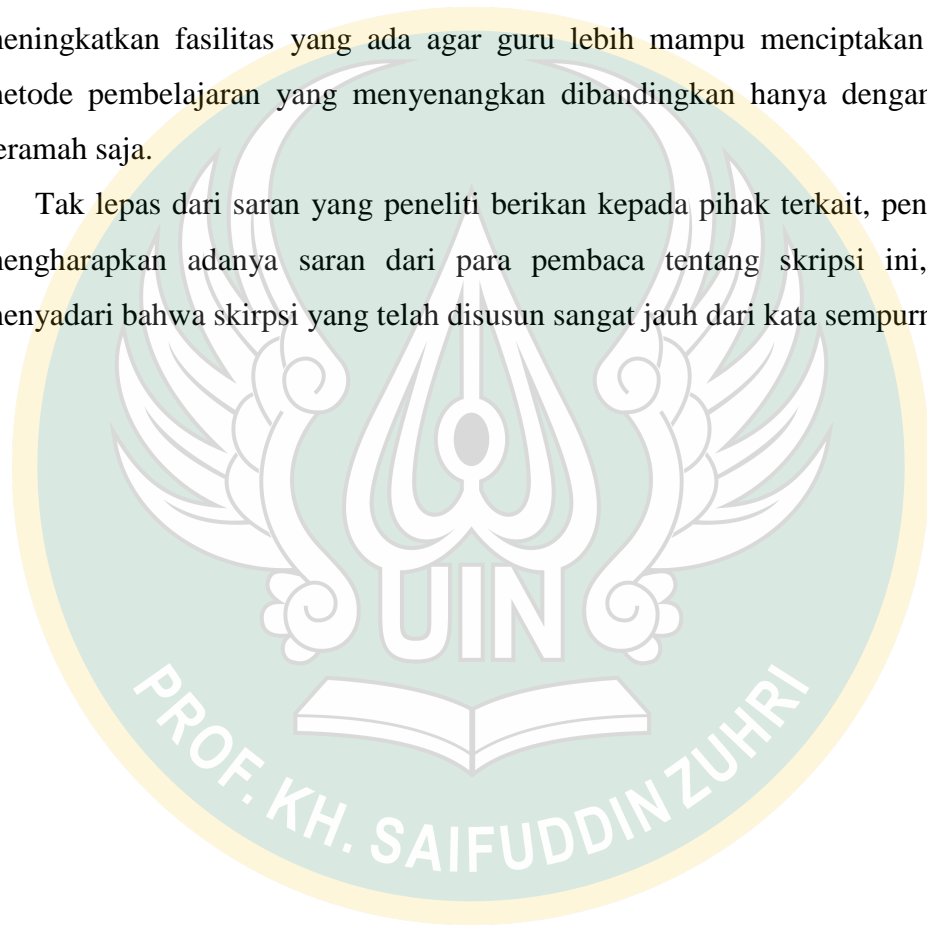 meningkatkan fasilitas yang ada agar guru lebih mampu menciptakan
metode pembelajaran yang menyenangkan dibandingkan hanya dengan
ceramah saja.
Tak lepas dari saran yang peneliti berikan kepada pihak terkait, pen
mengharapkan adanya saran dari para pembaca tentang skripsi ini,
menyadari bahwa skirpsi yang telah disusun sangat jauh dari kata sempurn
UIN
PROF. KH. SAIFUDDIN ZUHRI